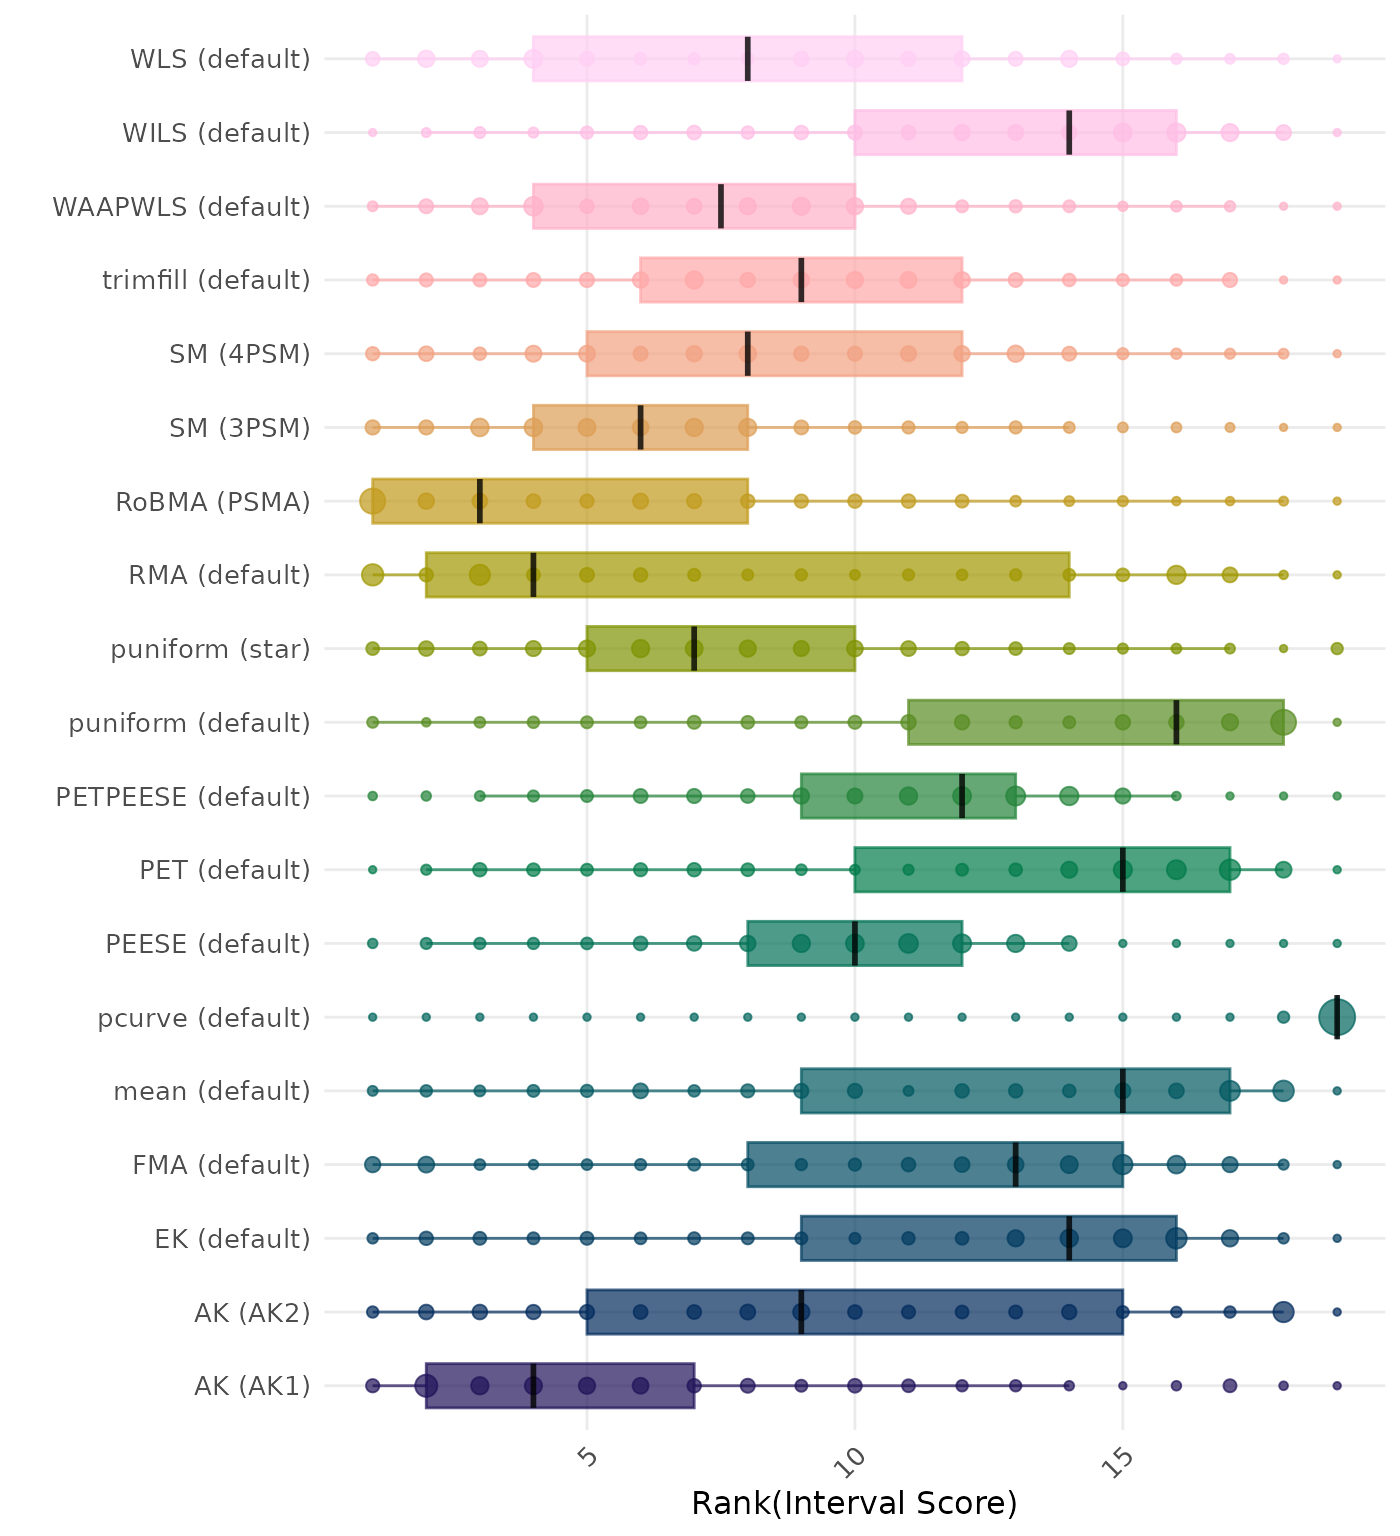 WLS (default)
WILS (default)
WAAPWLS (default)
trimfill (default)
SM (4PSM)
SM (3PSM)
RoBMA (PSMA)
RMA (default)
puniform (star)
puniform (default)
PETPEESE (default)
PET (default)
PEESE (default)
pcurve (default)
mean (default)
FMA (default)
EK (default)
AK (AK2)
AK (AK1)
5
10
15
Rank(Interval Score)